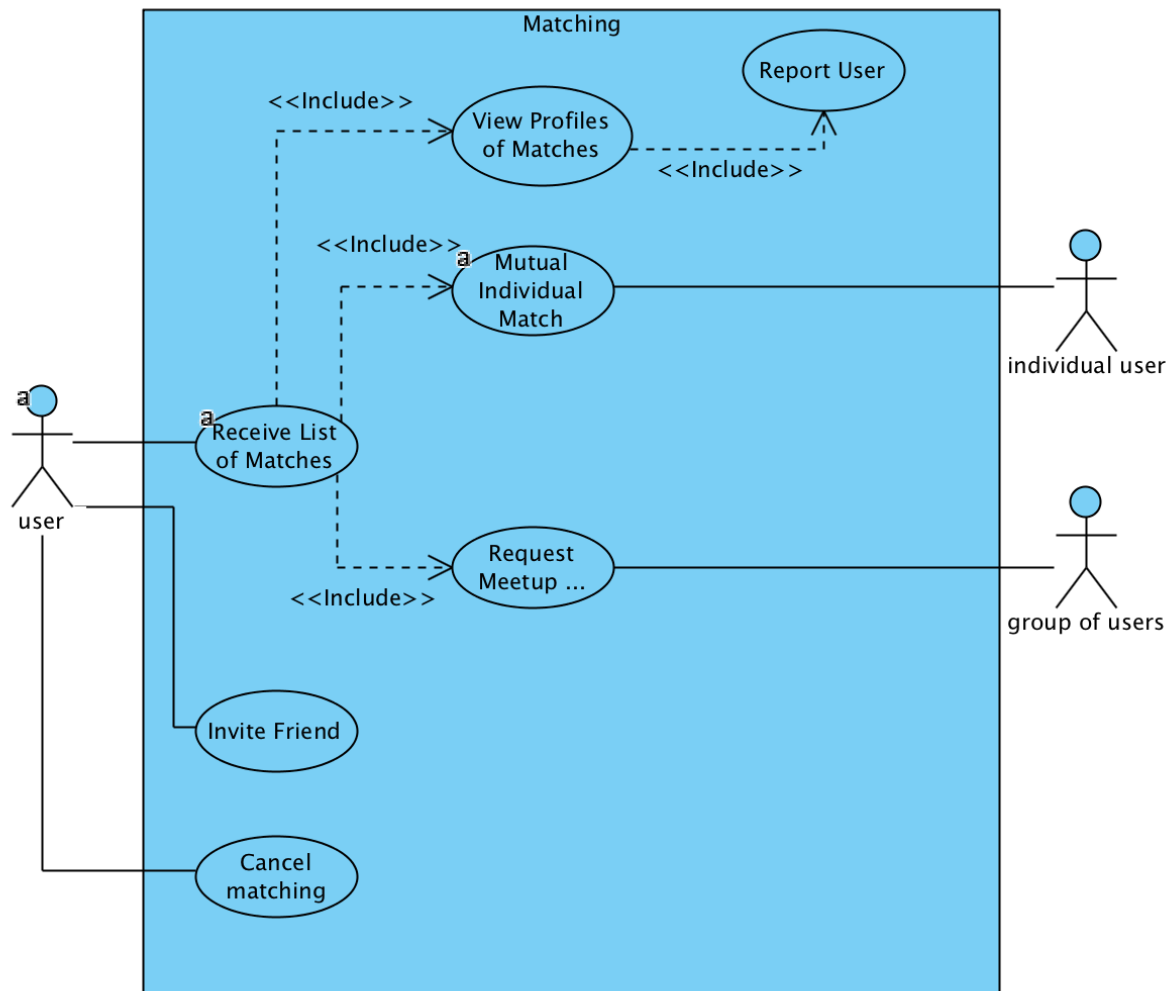 Matching
Report User
<<Include>>
View Profiles
of Matches
<<Include>>
<<Include>>
a
Mutual
Individual
Match
individual user
a
a
Receive List
of Matches
user
Request
Meetup ...
<<Include>>
group of users
Invite Friend
Cancel
matching